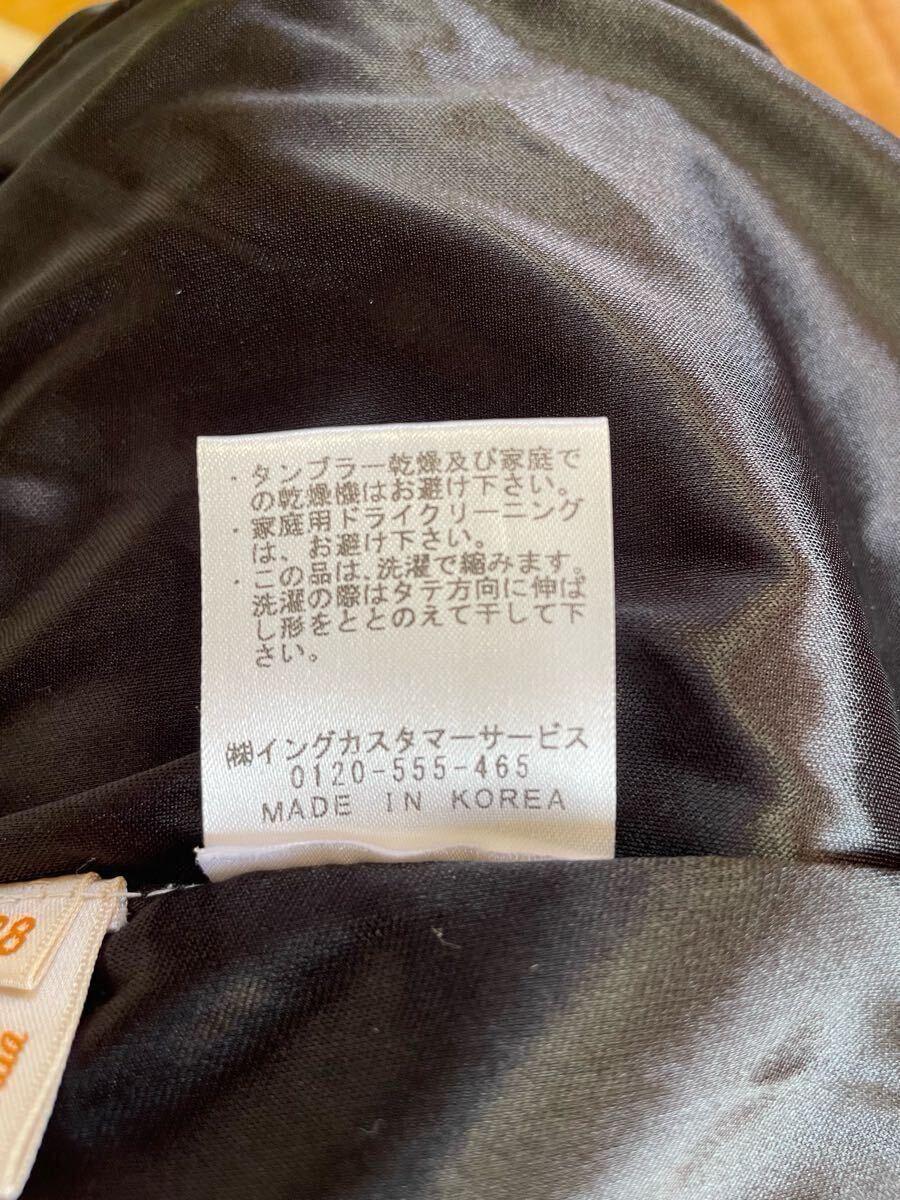 ・タンブラー乾燥及び家庭で
の乾燥機はお避け下さい。
・家庭用ドライクリーニング
は、お避け下さい。
・この品は、洗濯で縮みます。
洗濯の際はタテ方向に伸ば
し形をととのえて干して下
さい。
㈱イングカスタマーサービス
0120-555-465
MADE IN KOREA